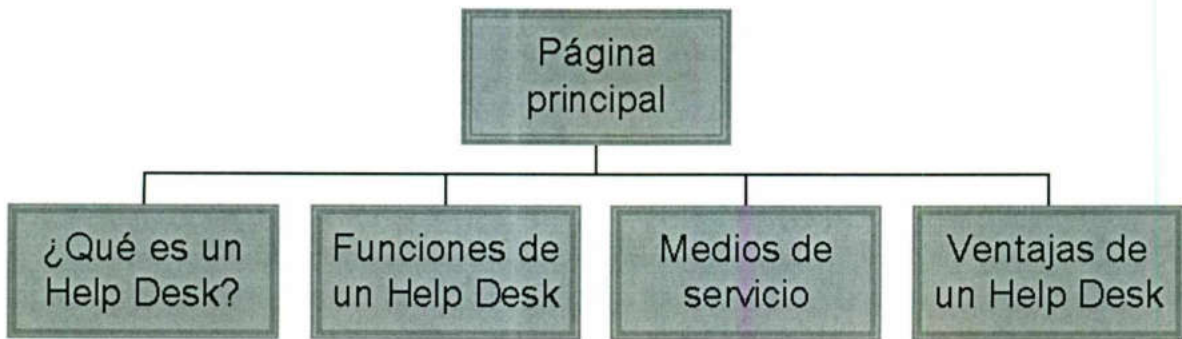 Página
principal
¿Qué es un
Help Desk?
Funciones de
un Help Desk
Medios de
servicio
Ventajas de
un Help Desk